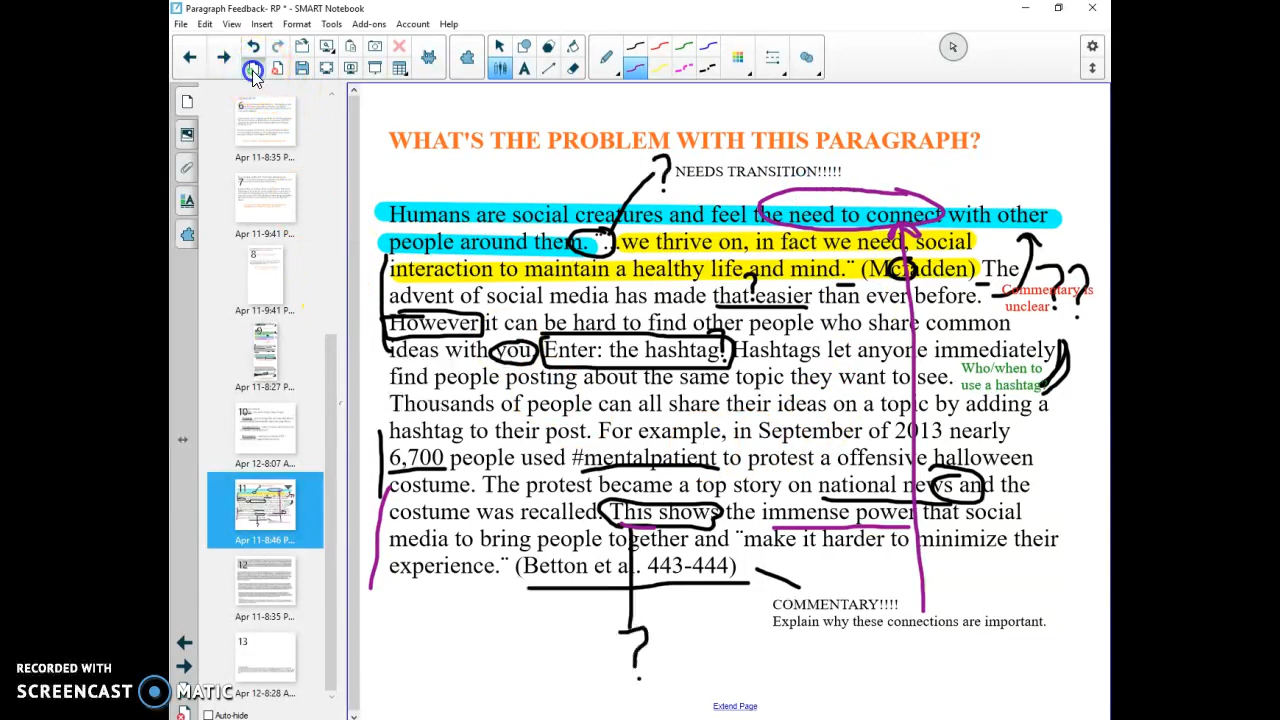 Paragraph Feedback- RP * - SMART Notebook
File Edit View Insert Format Tools Add-ons Account Help
6
Apr 11-8:35 P...
7
Apr 11-9:41 P...
8
Apr 11-9:41 P...
9
Apr 11-8:27 P...
10
Apr 12-8:07 A...
11
Apr 11-8:46 P...
12
Apr 11-8:35 P...
13
Apr 12-8:28 A...
Auto-hide
WHAT'S THE PROBLEM WITH THIS PARAGRAPH?
? NEEDS TRANSITION!!!!!
Humans are social creatures and feel the need to connect with other
people around them. ¨...we thrive on, in fact we need, social
interaction to maintain a healthy life and mind.¨ (Mcfadden) The
??
?
advent of social media has made that easier than ever before.
Commentary is
unclear
However it can be hard to find other people who share common
ideas with you. Enter: the hashtag! Hashtags let anyone immediately
find people posting about the same topic they want to see.
Who/when to
use a hashtag
Thousands of people can all share their ideas on a topic by adding a
hashtag to their post. For example, in September of 2013 nearly
6,700 people used #mentalpatient to protest a offensive halloween
costume. The protest became a top story on national news and the
costume was recalled. This shows the immense power that social
media to bring people together and ¨make it harder to minimize their
experience.¨ (Betton et al. 443-444)
COMMENTARY!!!!
Explain why these connections are important.
?
Extend Page
RECORDED WITH
SCREENCAST MATIC